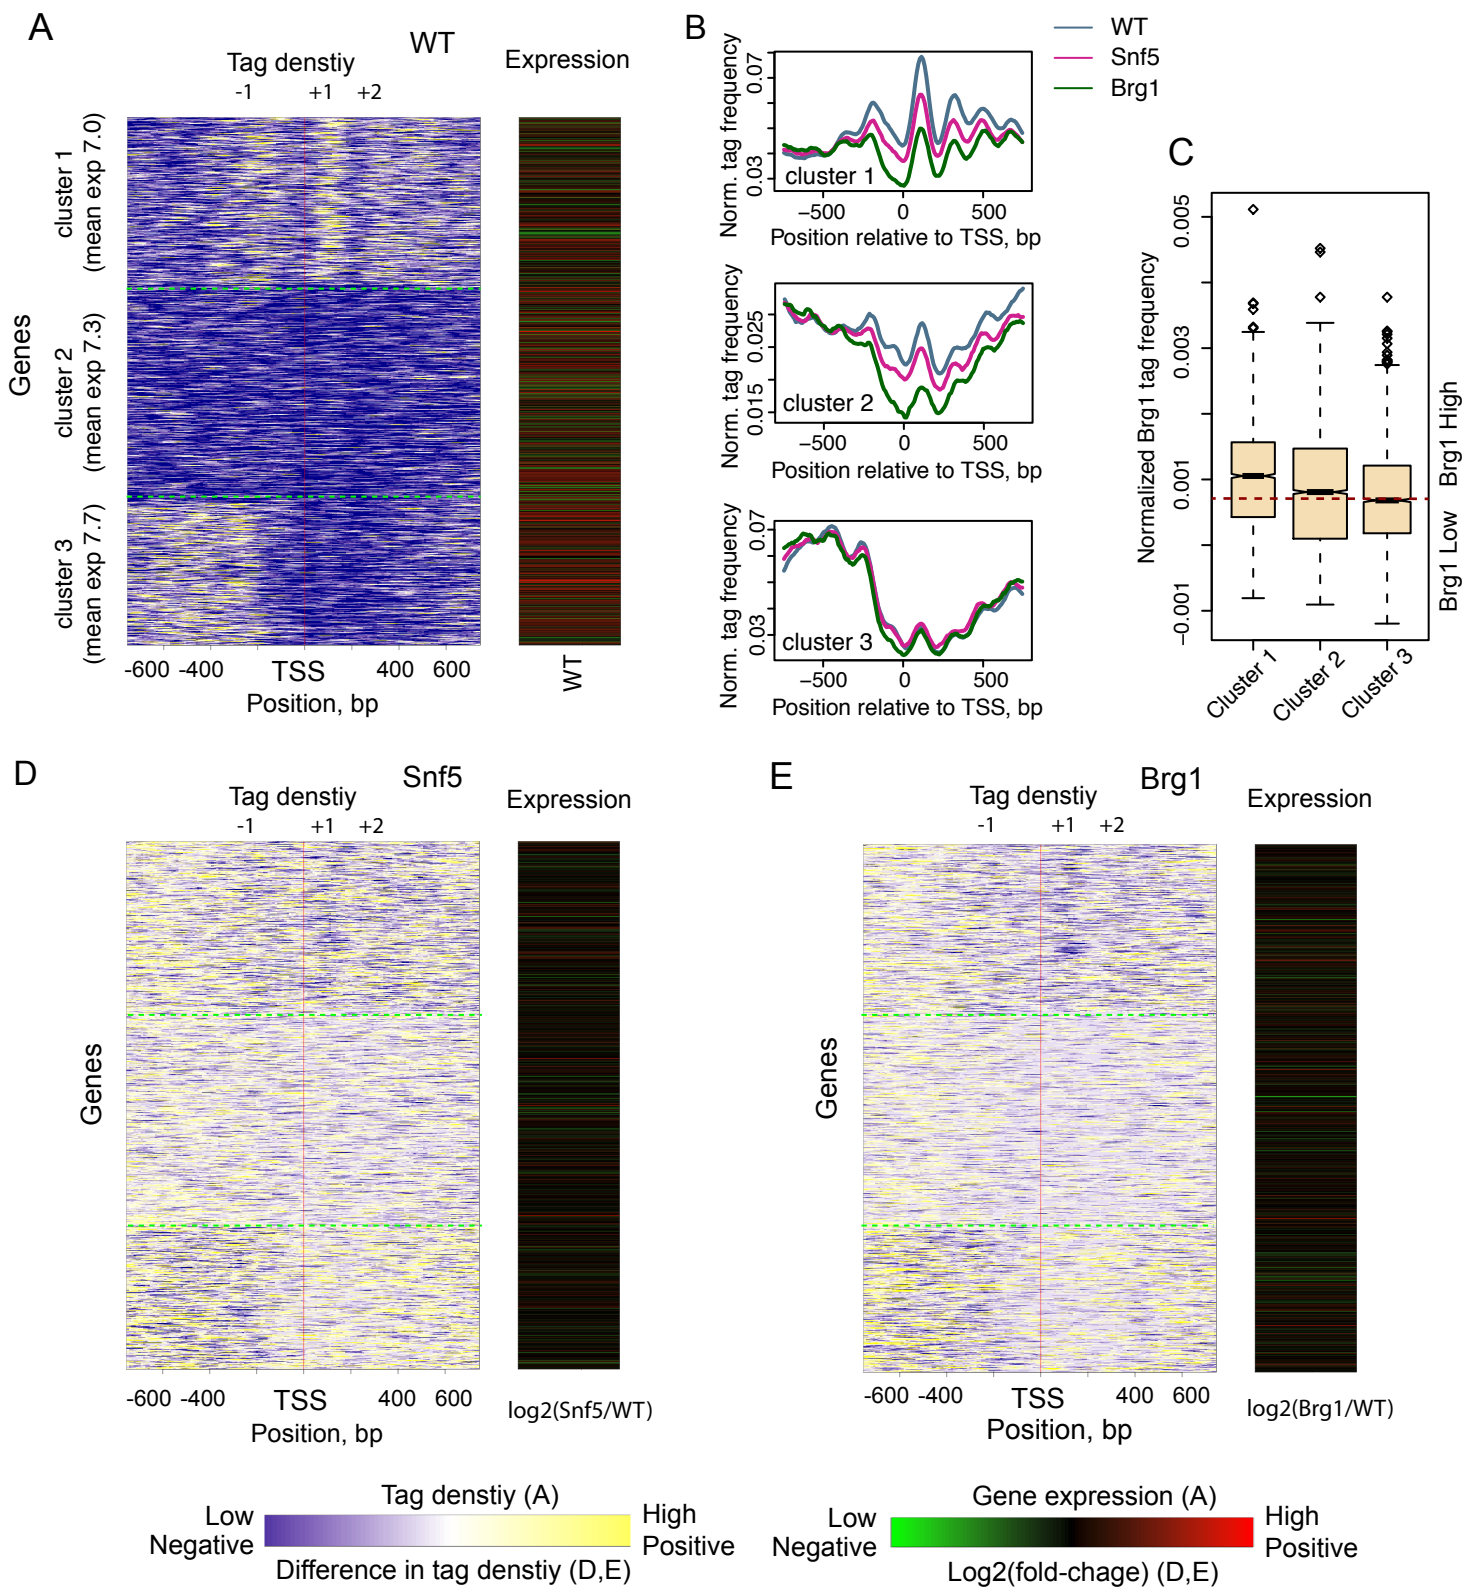 A
WT
Tag denstiy
-1 +1 +2
Expression
Genes
cluster 1
(mean exp 7.0)
cluster 2
(mean exp 7.3)
cluster 3
(mean exp 7.7)
-600 -400 TSS 400 600
Position, bp
WT
B
WT
Snf5
Brg1
Norm. tag frequency
0.07
0.03
cluster 1
−500 0 500
Position relative to TSS, bp
Norm. tag frequency
0.025
0.015
cluster 2
−500 0 500
Position relative to TSS, bp
Norm. tag frequency
0.07
0.03
cluster 3
−500 0 500
Position relative to TSS, bp
C
Normalized Brg1 tag frequency
0.005
0.003
0.001
−0.001
Brg1 Low Brg1 High
Cluster 1
Cluster 2
Cluster 3
D
Snf5
Tag denstiy
-1 +1 +2
Expression
Genes
-600 -400 TSS 400 600
Position, bp
log2(Snf5/WT)
E
Brg1
Tag denstiy
-1 +1 +2
Expression
Genes
-600 -400 TSS 400 600
Position, bp
log2(Brg1/WT)
Tag denstiy (A)
Low
Negative
High
Positive
Difference in tag denstiy (D,E)
Gene expression (A)
Low
Negative
High
Positive
Log2(fold-chage) (D,E)